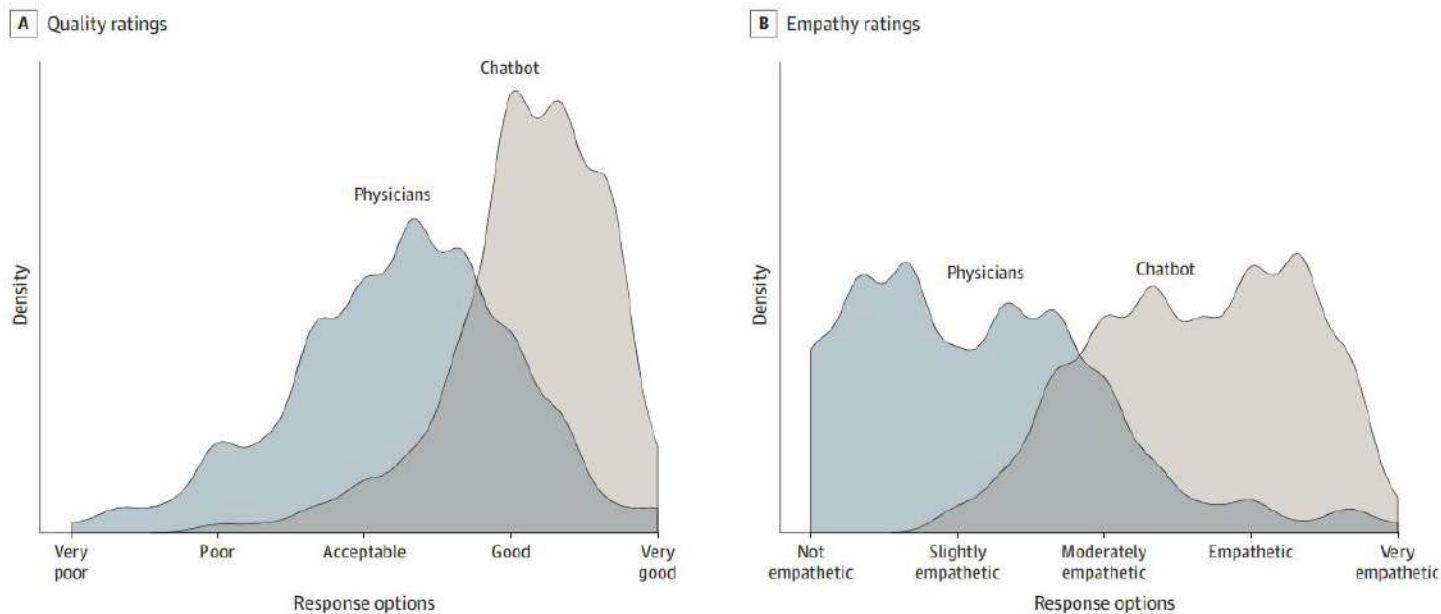 A Quality ratings
Chatbot
Physicians
Density
Very poor
Poor
Acceptable
Good
Very good
Response options
B Empathy ratings
Physicians
Chatbot
Density
Not empathetic
Slightly empathetic
Moderately empathetic
Empathetic
Very empathetic
Response options